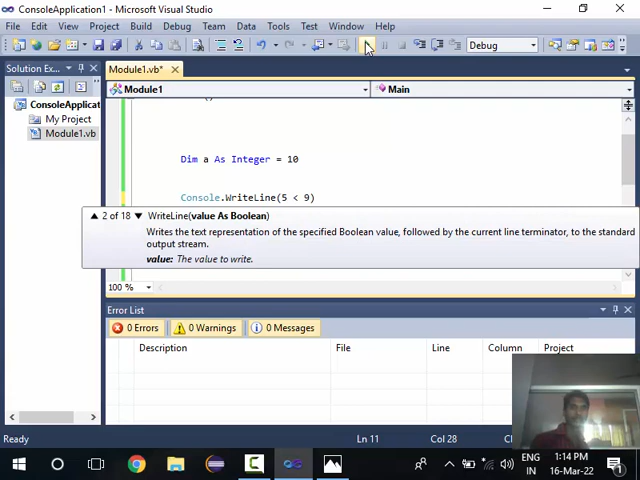 ConsoleApplication1 - Microsoft Visual Studio
File Edit View Project Build Debug Team Data Tools Test Window Help
Debug
Solution Ex...
Module1.vb*
Module1
Main
ConsoleApplicat
My Project
Module1.vb
()
Dim a As Integer = 10
Console.WriteLine(5 < 9)
2 of 18 WriteLine(value As Boolean)
Writes the text representation of the specified Boolean value, followed by the current line terminator, to the standard
output stream.
value: The value to write.
100 %
Error List
0 Errors
0 Warnings
0 Messages
Description File Line Column Project
Ready
Ln 11
Col 28
Ch
ENG
IN
1:14 PM
16-Mar-22
1